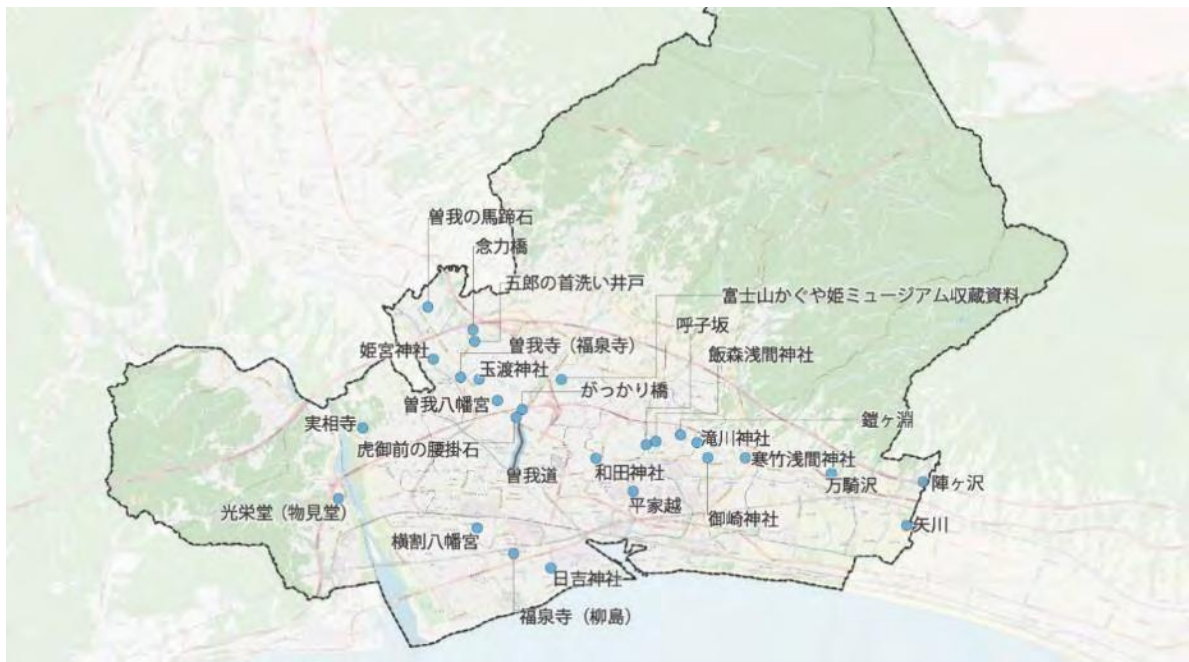 曽我の馬蹄石
念力橋
五郎の首洗い井戸
富士山かぐや姫ミュージアム収蔵資料
呼子坂
姫宮神社
曽我寺（福泉寺）
飯森浅間神社
玉渡神社
がっかり橋
曽我八幡宮
実相寺
鎧ヶ淵
虎御前の腰掛石
滝川神社
曽我道
和田神社
寒竹浅間神社
万騎沢
陣ヶ沢
平家越
光栄堂（物見堂）
御崎神社
矢川
横割八幡宮
日吉神社
福泉寺（柳島）